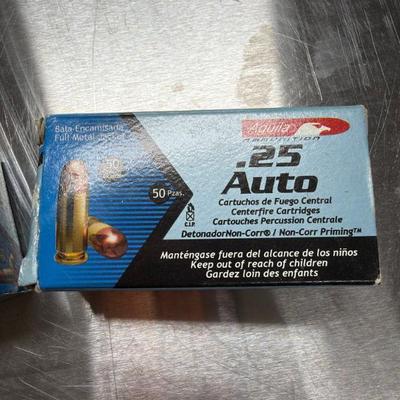 Bala Encamisada
Full Metal Jacket
50
50 Pzas.
Aguila
AMMUNITION
.25
Auto
Cartuchos de Fuego Central
Centerfire Cartridges
Cartouches Percussion Centrale
C.I.P.
DetonadorNon-Corr® / Non-Corr Priming™
Manténgase fuera del alcance de los niños
Keep out of reach of children
Gardez loin des enfants